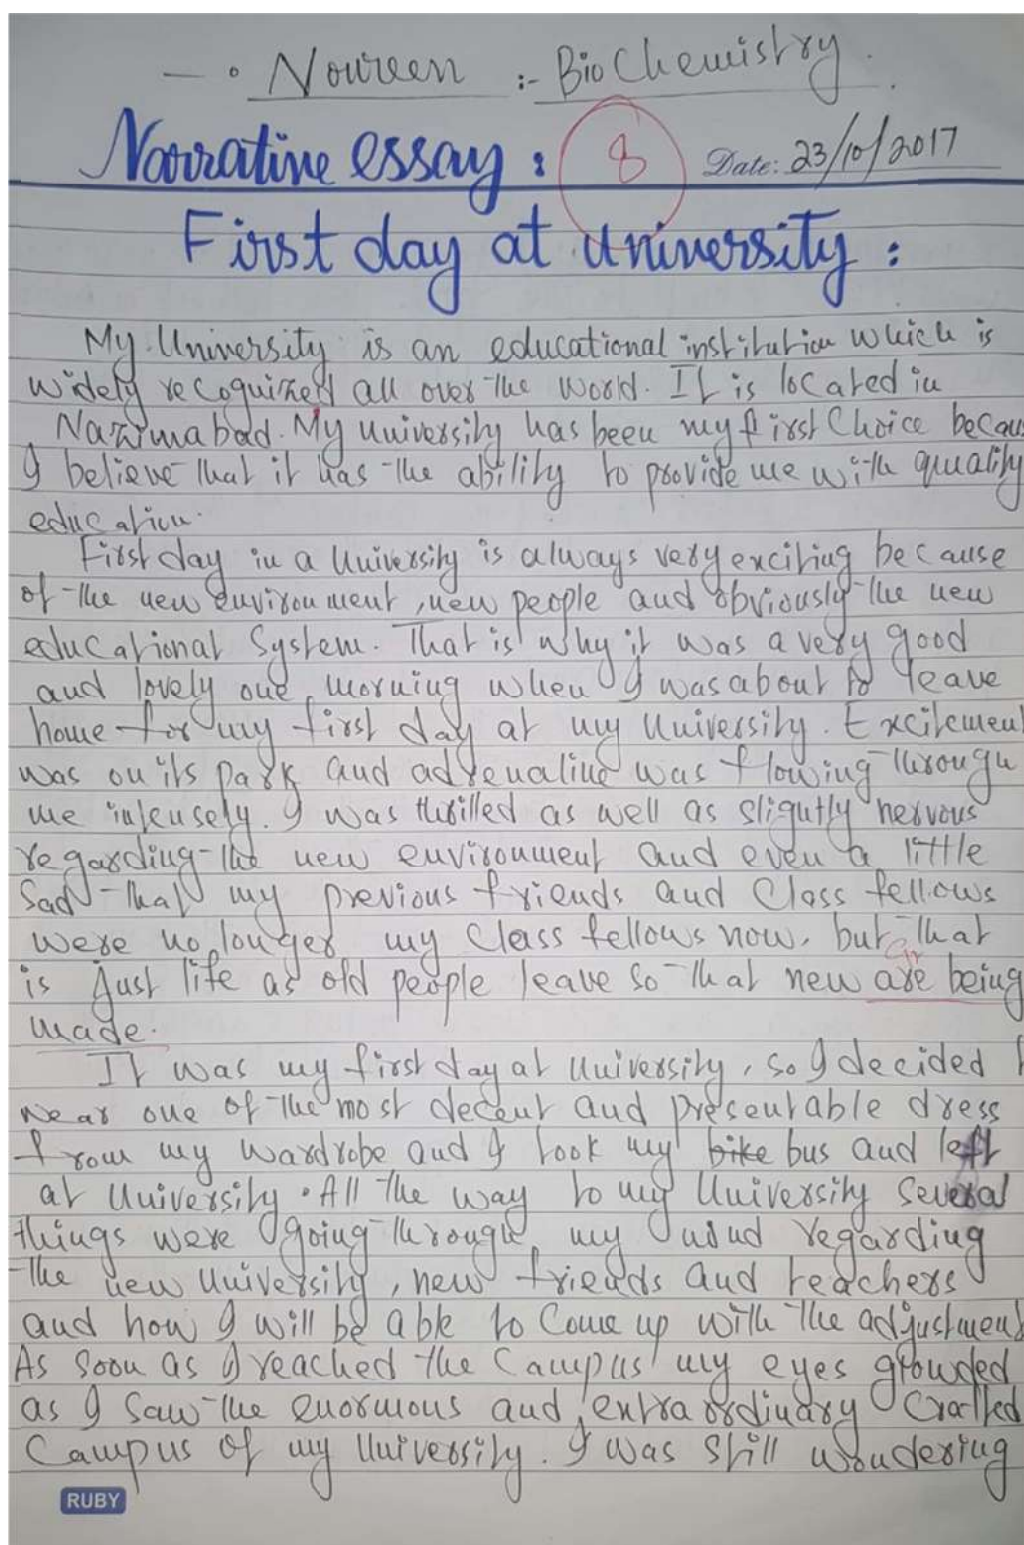 — • Noureen :- BioChemistry.
Narrative essay :
8
Date: 23/10/2017
First day at university :
My University is an educational institution which is
widely recoguized all over the world. It is located in
Nazimabad. My university has been my first Choice becaus
I believe that it has the ability to provide me with quality
education.
First day in a University is always very exciting because
of the new environment, new people and obviously the new
educational System. That is why it was a very good
and lovely one morning when I was about to leave
home for my first day at my University. Excitement
was on its park and adrenaline was flowing through
me intensely. I was thrilled as well as slightly nervous
regarding the new environment and even a little
Sad that my previous friends and Class fellows
were no longer my Class fellows now, but that
is just life as old people leave so that new are being
made.
It was my first day at University, so I decided t
wear one of the most decent and presentable dress
from my wardrobe and I took my bike bus and left
at University. All the way to my University several
things were going through my mind regarding
the new University, new friends and teachers
and how I will be able to Come up with the adjustment
As soon as I reached the Campus my eyes grouded
as I saw the enormous and extraordinary Cralted
Campus of my University. I was still wondering
RUBY